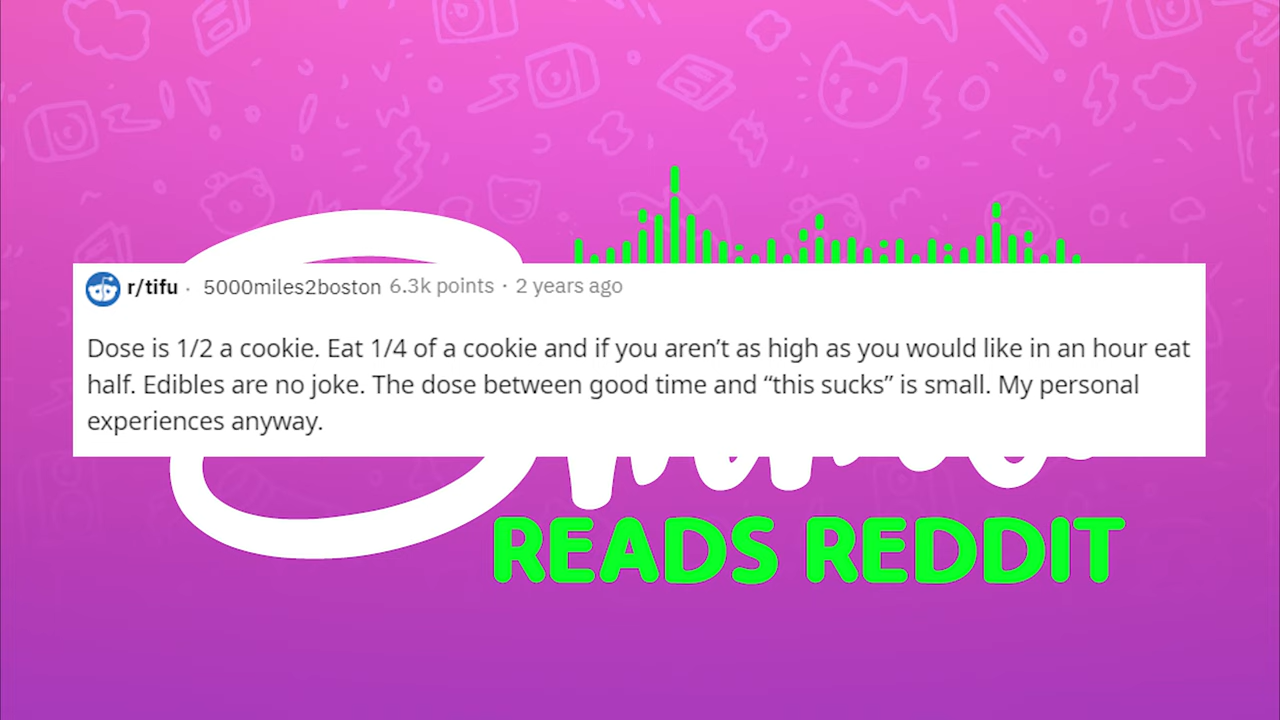 r/tifu · 5000miles2boston 6.3k points · 2 years ago
Dose is 1/2 a cookie. Eat 1/4 of a cookie and if you aren’t as high as you would like in an hour eat
half. Edibles are no joke. The dose between good time and “this sucks” is small. My personal
experiences anyway.
READS REDDIT